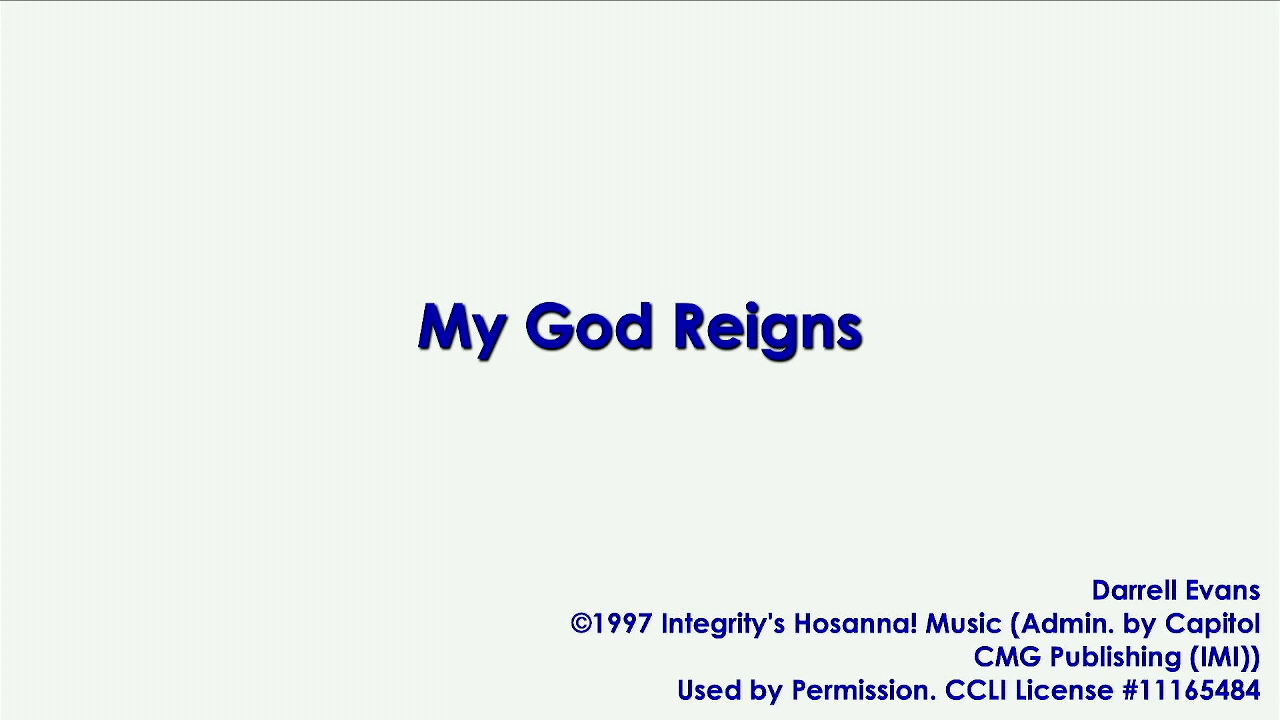 My God Reigns
Darrell Evans
©1997 Integrity's Hosanna! Music (Admin. by Capitol
CMG Publishing (IMI))
Used by Permission. CCLI License #11165484